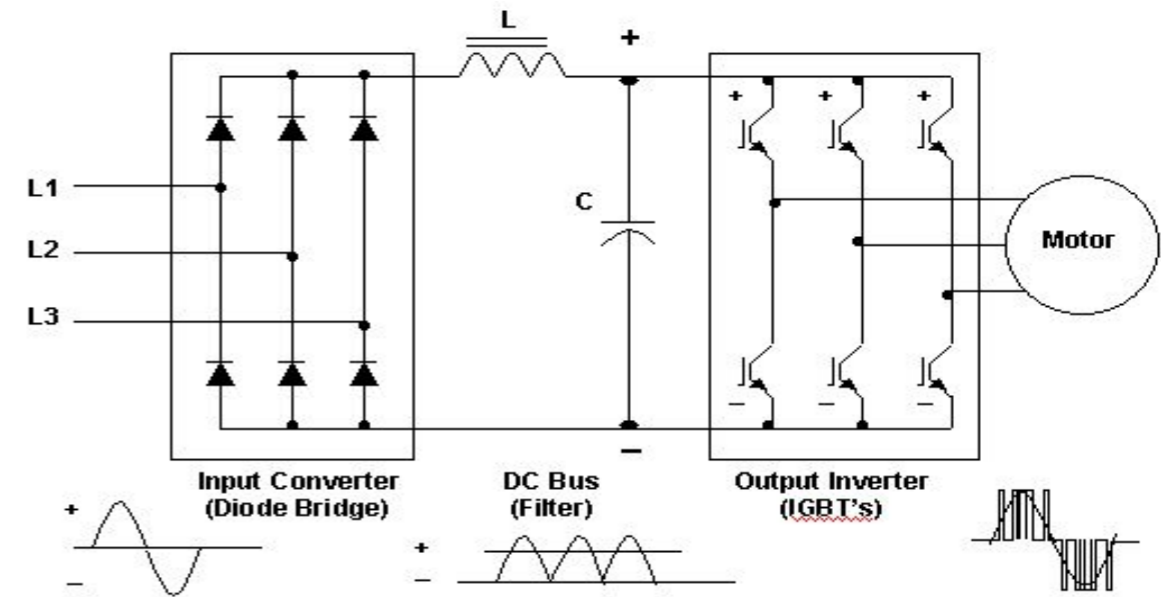 L
+
+ + +
L1
C
Motor
L2
L3
– – –
–
Input Converter
(Diode Bridge)
DC Bus
(Filter)
Output Inverter
(IGBT's)
+
–
+
–